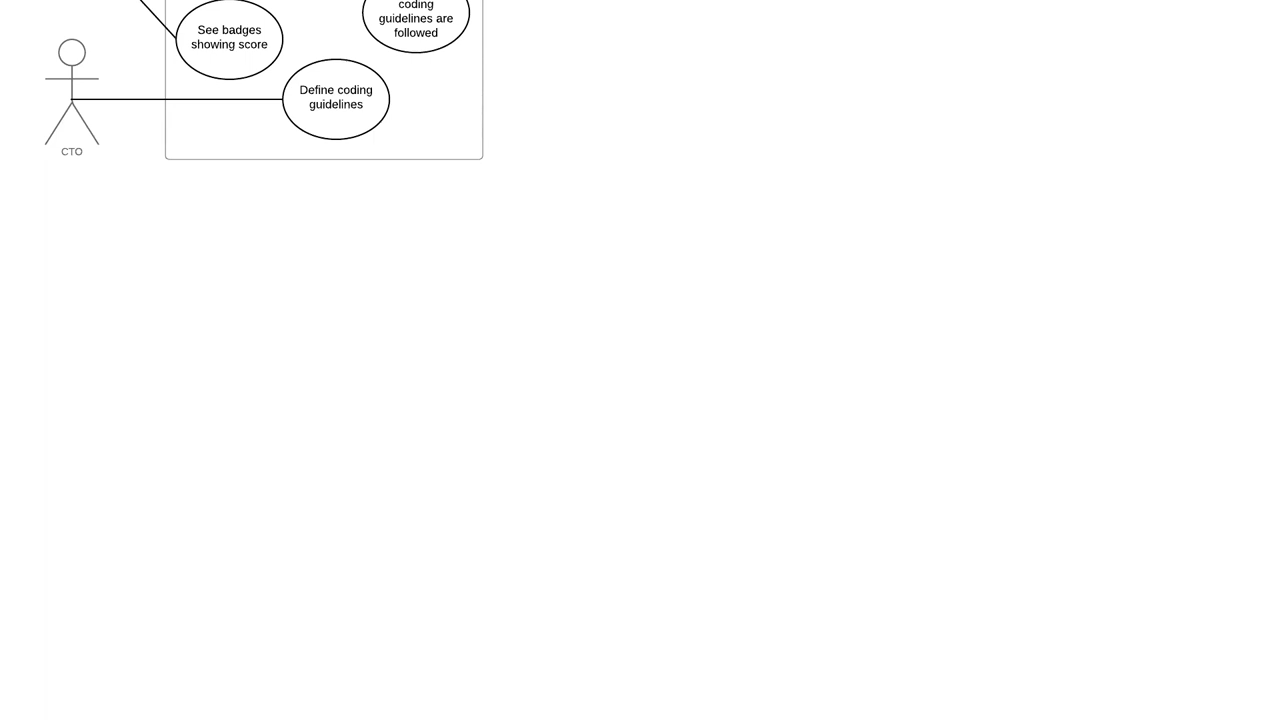 See badges
showing score
coding
guidelines are
followed
Define coding
guidelines
CTO